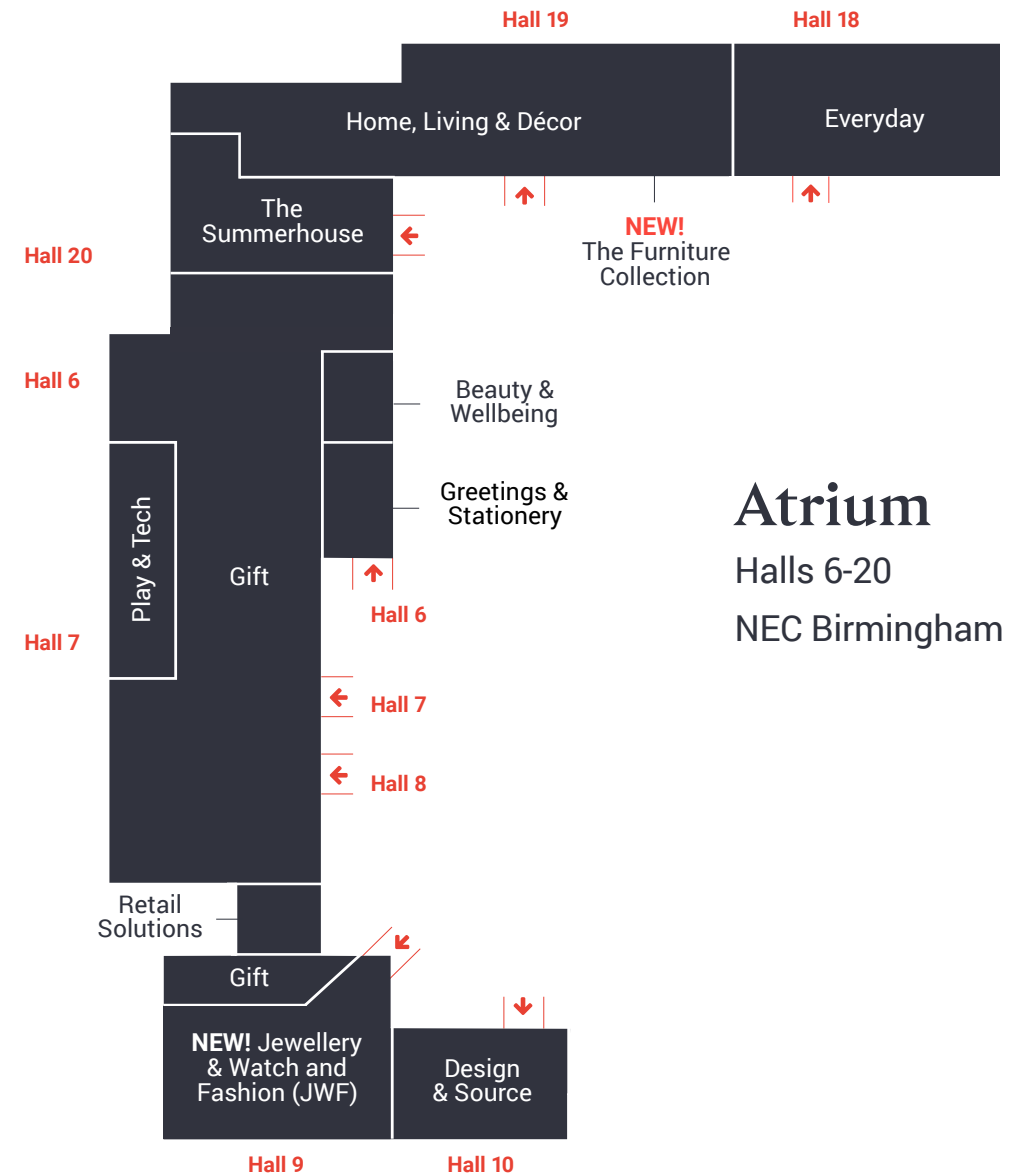 Hall 19
Hall 18
Home, Living & Décor
Everyday
The
Summerhouse
NEW!
The Furniture
Collection
Hall 20
Hall 6
Beauty &
Wellbeing
Greetings &
Stationery
Play & Tech
Gift
Atrium
Halls 6-20
NEC Birmingham
Hall 6
Hall 7
Hall 7
Hall 8
Retail
Solutions
Gift
NEW! Jewellery
& Watch and
Fashion (JWF)
Design
& Source
Hall 9
Hall 10